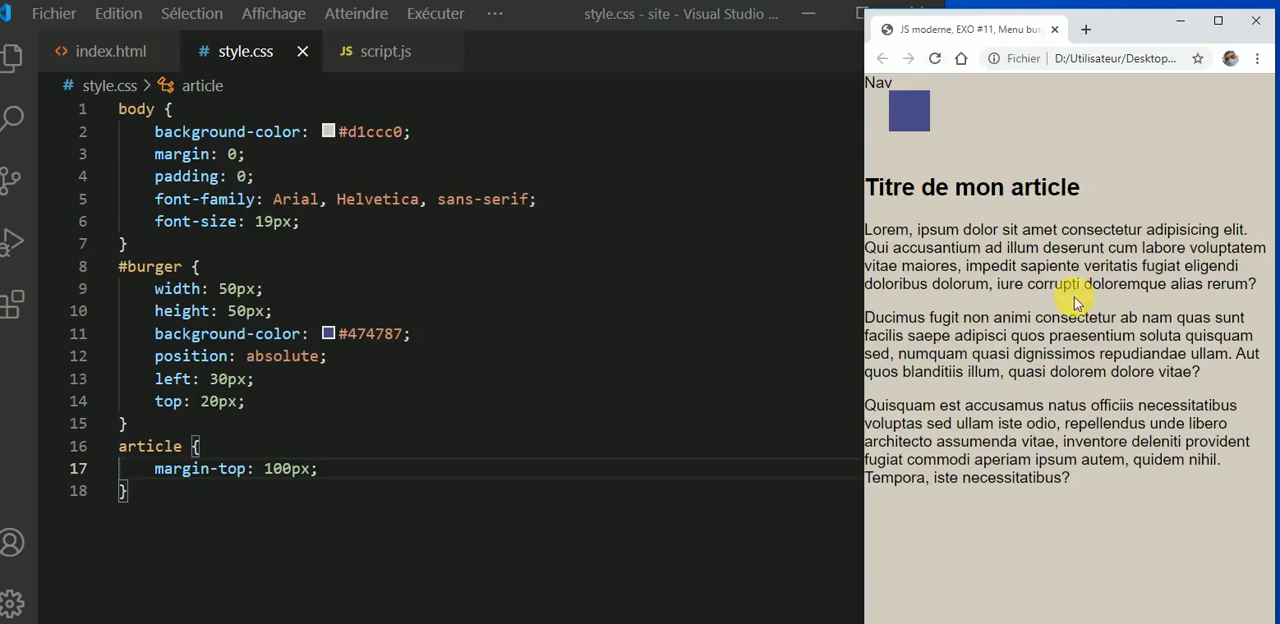 Fichier Edition Sélection Affichage Atteindre Exécuter ··· style.css - site - Visual Studio ...
index.html # style.css JS script.js
# style.css > article
1 body {
2 background-color: #d1ccc0;
3 margin: 0;
4 padding: 0;
5 font-family: Arial, Helvetica, sans-serif;
6 font-size: 19px;
7 }
8 #burger {
9 width: 50px;
10 height: 50px;
11 background-color: #474787;
12 position: absolute;
13 left: 30px;
14 top: 20px;
15 }
16 article {
17 margin-top: 100px;
18 }
JS moderne, EXO #11, Menu bur
Fichier D:/Utilisateur/Desktop...
Nav
Titre de mon article
Lorem, ipsum dolor sit amet consectetur adipisicing elit.
Qui accusantium ad illum deserunt cum labore voluptatem
vitae maiores, impedit sapiente veritatis fugiat eligendi
doloribus dolorum, iure corrupti doloremque alias rerum?
Ducimus fugit non animi consectetur ab nam quas sunt
facilis saepe adipisci quos praesentium soluta quisquam
sed, numquam quasi dignissimos repudiandae ullam. Aut
quos blanditiis illum, quasi dolorem dolore vitae?
Quisquam est accusamus natus officiis necessitatibus
voluptas sed ullam iste odio, repellendus unde libero
architecto assumenda vitae, inventore deleniti provident
fugiat commodi aperiam ipsum autem, quidem nihil.
Tempora, iste necessitatibus?